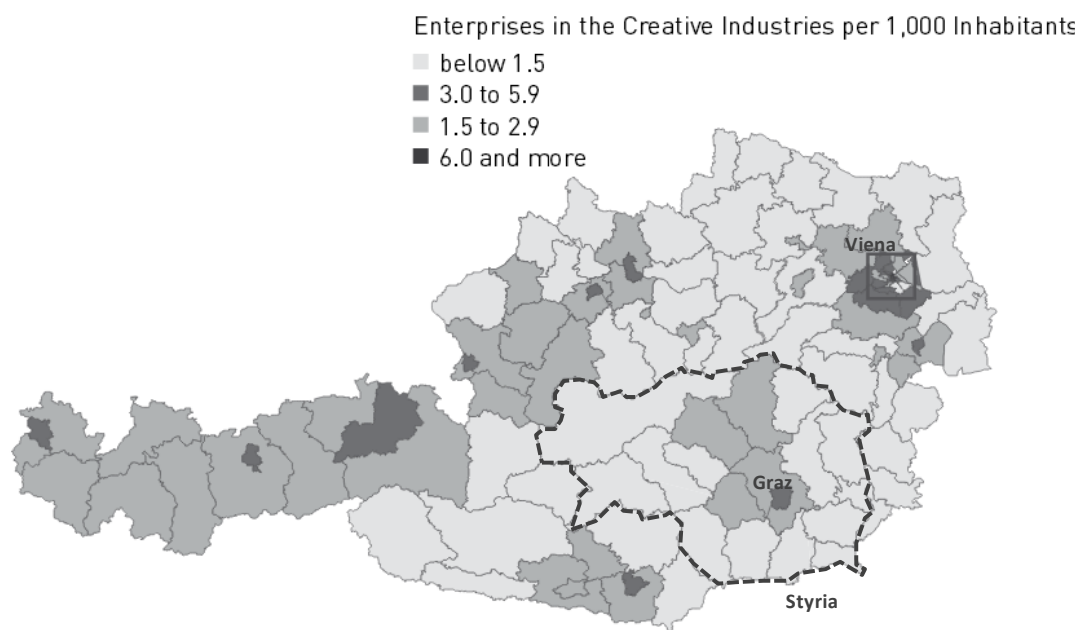 Enterprises in the Creative Industries per 1,000 Inhabitants
below 1.5
3.0 to 5.9
1.5 to 2.9
6.0 and more
Viena
Graz
Styria